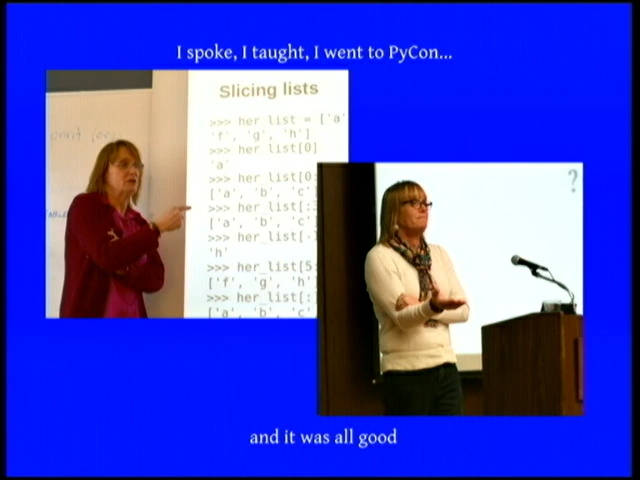 I spoke, I taught, I went to PyCon...
Slicing lists
>>> her_list = ['a'
'f', 'g', 'h']
>>> her_list[0]
'a'
>>> her_list[0:
['a', 'b', 'c'
>>> her_list[:3
['a', 'b', 'c'
>>> her_list[-
'h'
>>> her_list[5:
['f', 'g', 'h'
>>> her_list[:
['a', 'b', 'c'
?
and it was all good